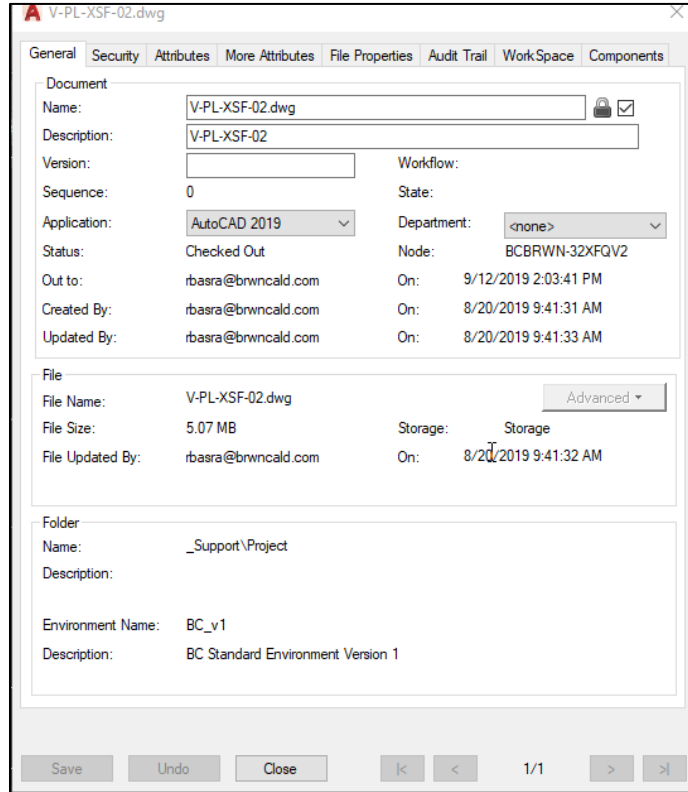 V-PL-XSF-02.dwg
General Security Attributes More Attributes File Properties Audit Trail WorkSpace Components
Document
Name: V-PL-XSF-02.dwg
Description: V-PL-XSF-02
Version: Workflow:
Sequence: 0 State:
Application: AutoCAD 2019 Department: <none>
Status: Checked Out Node: BCBRWN-32XFQV2
Out to: rbasra@brwncald.com On: 9/12/2019 2:03:41 PM
Created By: rbasra@brwncald.com On: 8/20/2019 9:41:31 AM
Updated By: rbasra@brwncald.com On: 8/20/2019 9:41:33 AM
File
File Name: V-PL-XSF-02.dwg Advanced
File Size: 5.07 MB Storage: Storage
File Updated By: rbasra@brwncald.com On: 8/20/2019 9:41:32 AM
Folder
Name: _Support\Project
Description:
Environment Name: BC_v1
Description: BC Standard Environment Version 1
Save Undo Close |< < 1/1 > >|